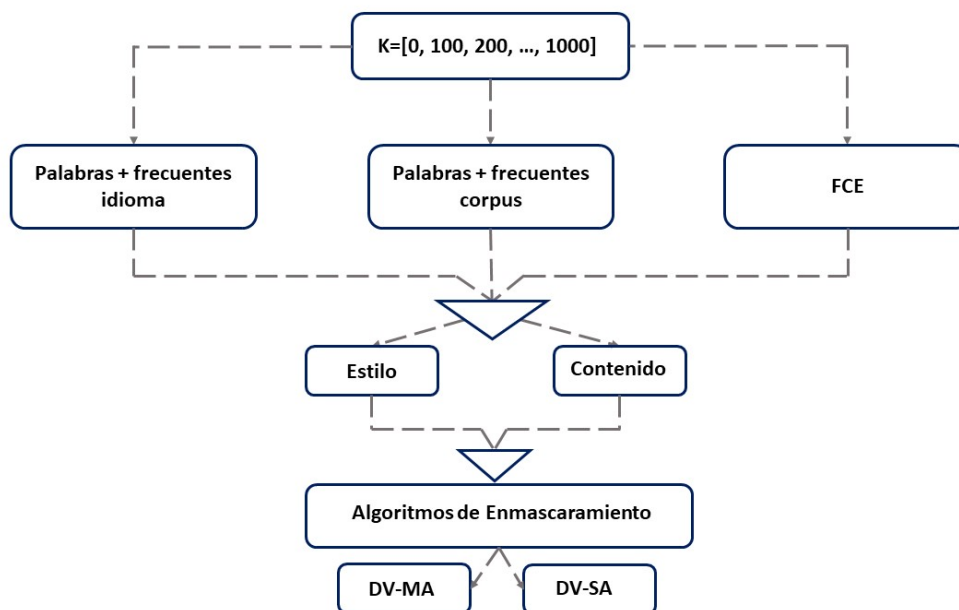 K=[0, 100, 200, ..., 1000]
Palabras + frecuentes
idioma
Palabras + frecuentes
corpus
FCE
Estilo
Contenido
Algoritmos de Enmascaramiento
DV-MA
DV-SA